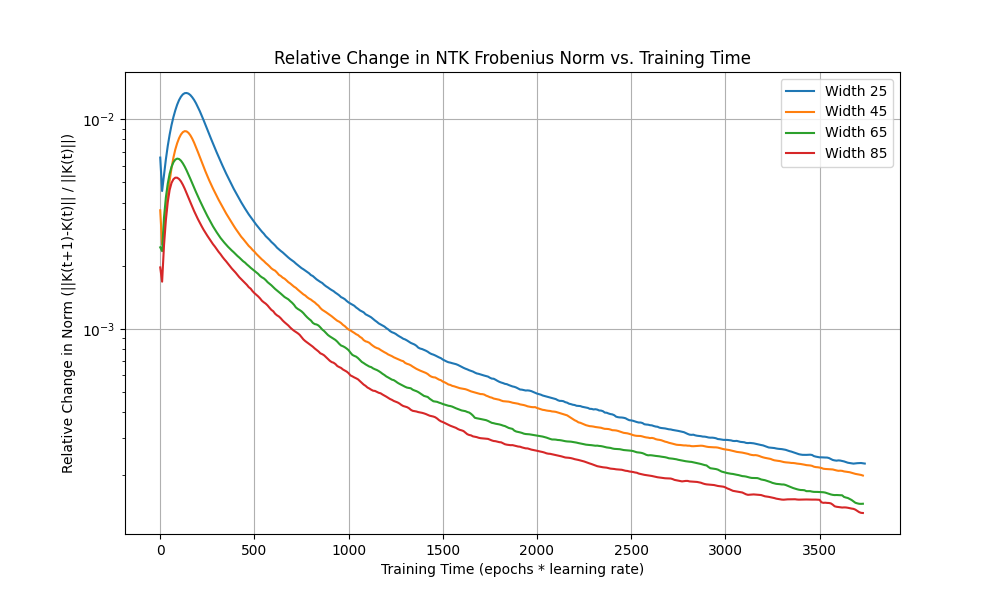 Relative Change in NTK Frobenius Norm vs. Training Time
Relative Change in Norm (||K(t+1)-K(t)|| / ||K(t)||)
10⁻²
10⁻³
Width 25
Width 45
Width 65
Width 85
0 500 1000 1500 2000 2500 3000 3500
Training Time (epochs * learning rate)